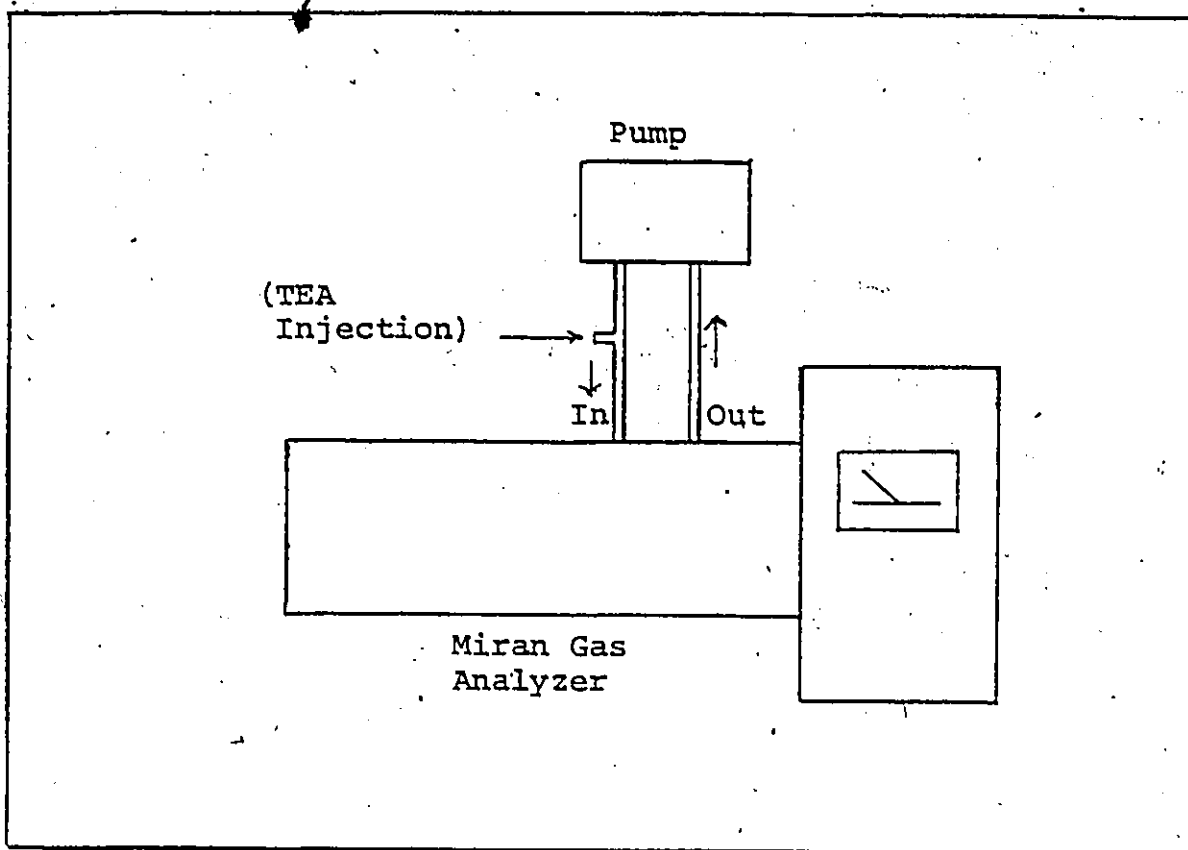 Pump
(TEA
Injection)
In
Out
Miran Gas
Analyzer